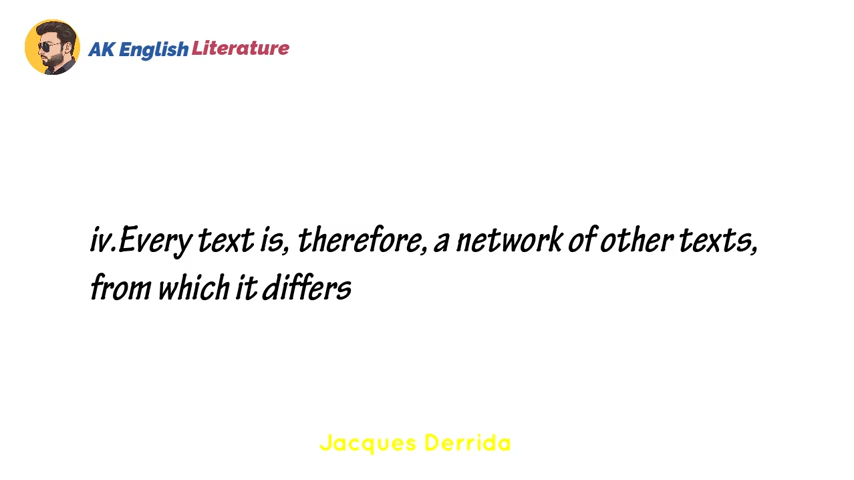 AK English Literature
iv.Every text is, therefore, a network of other texts,
from which it differs
Jacques Derrida